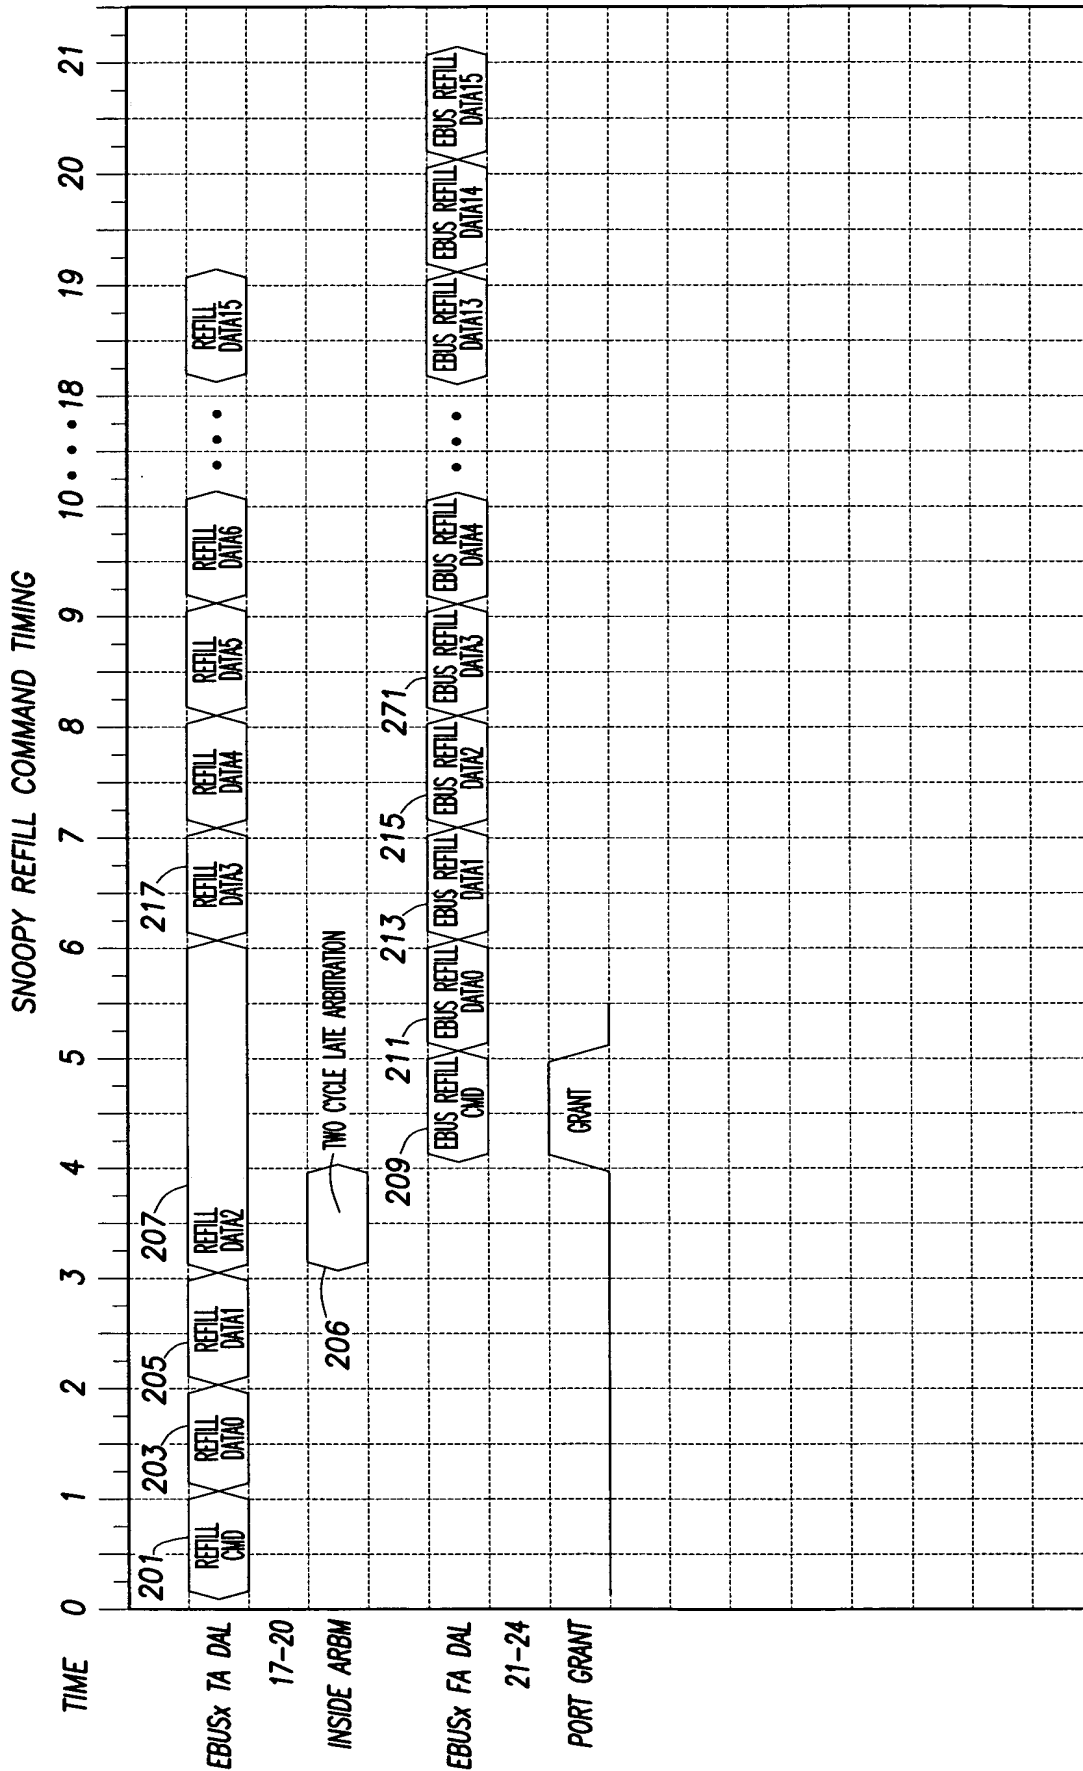 SNOOPY REFILL COMMAND TIMING
TIME 0 1 2 3 4 5 6 7 8 9 10 • • • 18 19 20 21
201 203 205 207 217
EBUSx TA DAL
REFILL CMD
REFILL DATA0
REFILL DATA1
REFILL DATA2
REFILL DATA3
REFILL DATA4
REFILL DATA5
REFILL DATA6
• • •
REFILL DATA15
17-20
INSIDE ARBM
206
TWO CYCLE LATE ARBITRATION
209 211 213 215 271
EBUSx FA DAL
EBUS REFILL CMD
EBUS REFILL DATA0
EBUS REFILL DATA1
EBUS REFILL DATA2
EBUS REFILL DATA3
EBUS REFILL DATA4
• • •
EBUS REFILL DATA13
EBUS REFILL DATA14
EBUS REFILL DATA15
21-24
PORT GRANT
GRANT